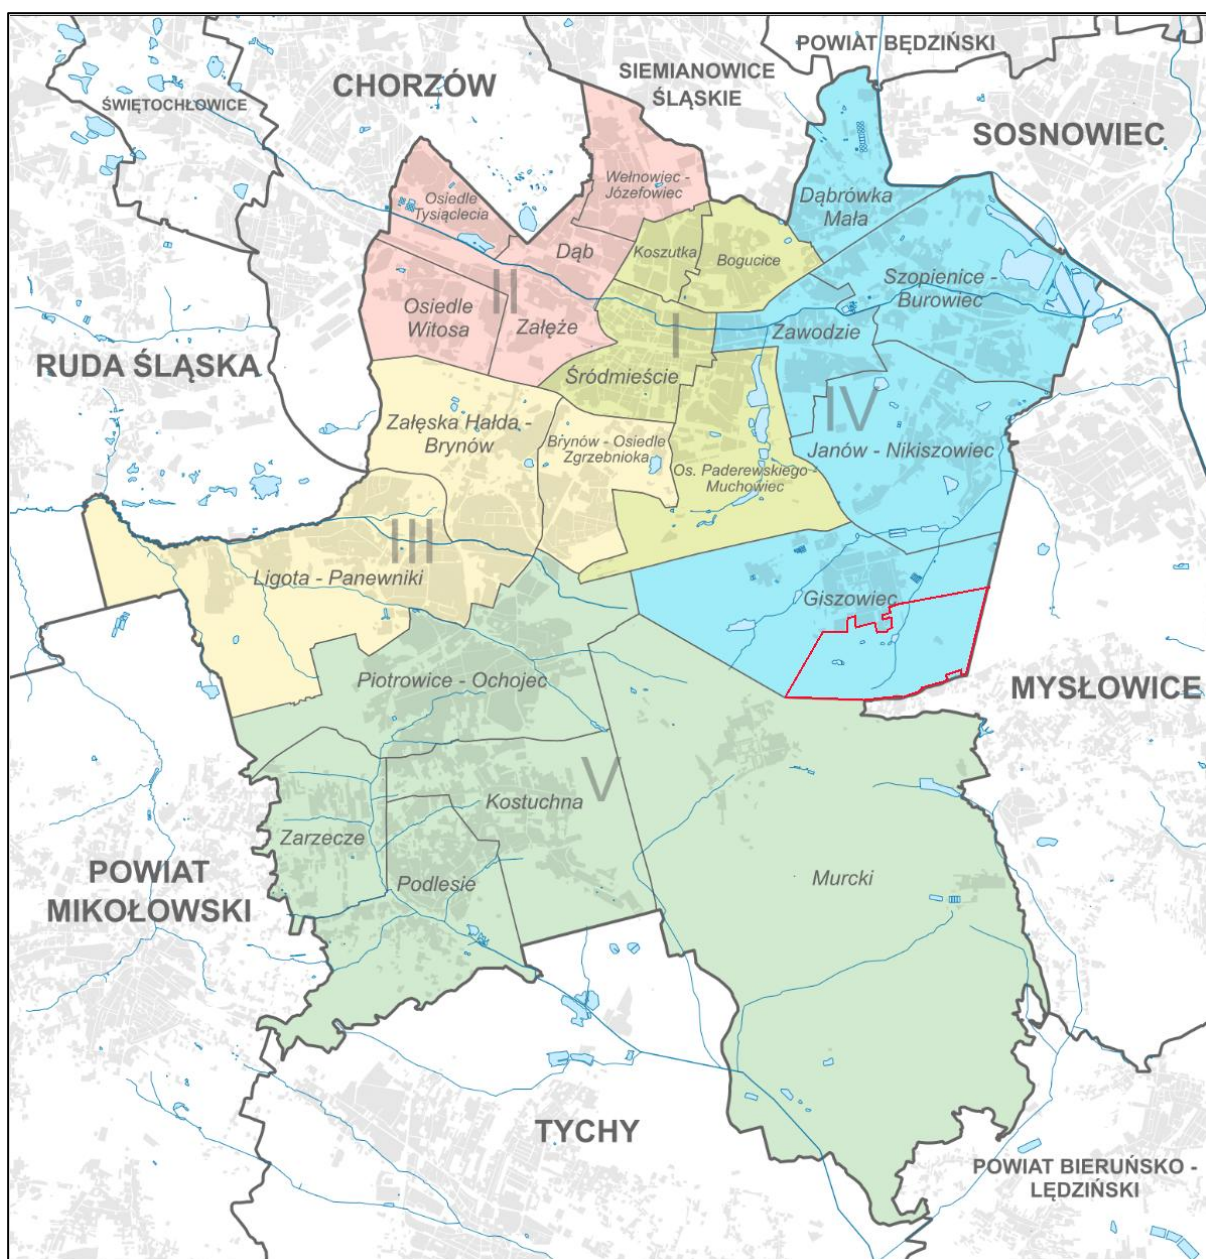 POWIAT BĘDZIŃSKI
SIEMIANOWICE
ŚLĄSKIE
CHORZÓW
ŚWIĘTOCHŁOWICE
SOSNOWIEC
Wełnowiec -
Józefowiec
Osiedle
Tysiąclecia
Dąbrówka
Mała
Dąb
Koszutka
Bogucice
Szopienice -
Burowiec
II
Osiedle
Witosa
Załęże
I
Zawodzie
RUDA ŚLĄSKA
Śródmieście
IV
Załęska Hałda -
Brynów
Brynów - Osiedle
Zgrzebnioka
Janów - Nikiszowiec
Os. Paderewskiego -
Muchowiec
III
Ligota - Panewniki
Giszowiec
Piotrowice - Ochojec
MYSŁOWICE
V
Kostuchna
Zarzecze
Podlesie
Murcki
POWIAT
MIKOŁOWSKI
TYCHY
POWIAT BIERUŃSKO -
LĘDZIŃSKI